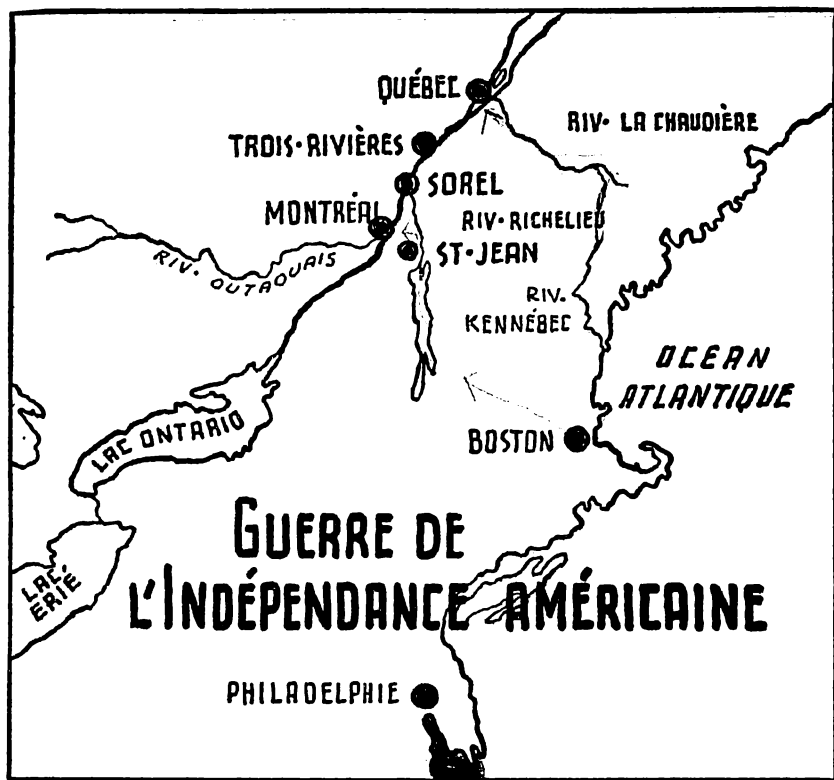 QUÉBEC
RIV. LA CHAUDIÈRE
TROIS-RIVIÈRES
SOREL
MONTRÉAL
RIV. RICHELIEU
ST-JEAN
RIV. OUTAOUAIS
RIV.
KENNÉBEC
OCEAN
ATLANTIQUE
BOSTON
LAC ONTARIO
GUERRE DE
L'INDÉPENDANCE AMÉRICAINE
LAC
ERIÉ
PHILADELPHIE